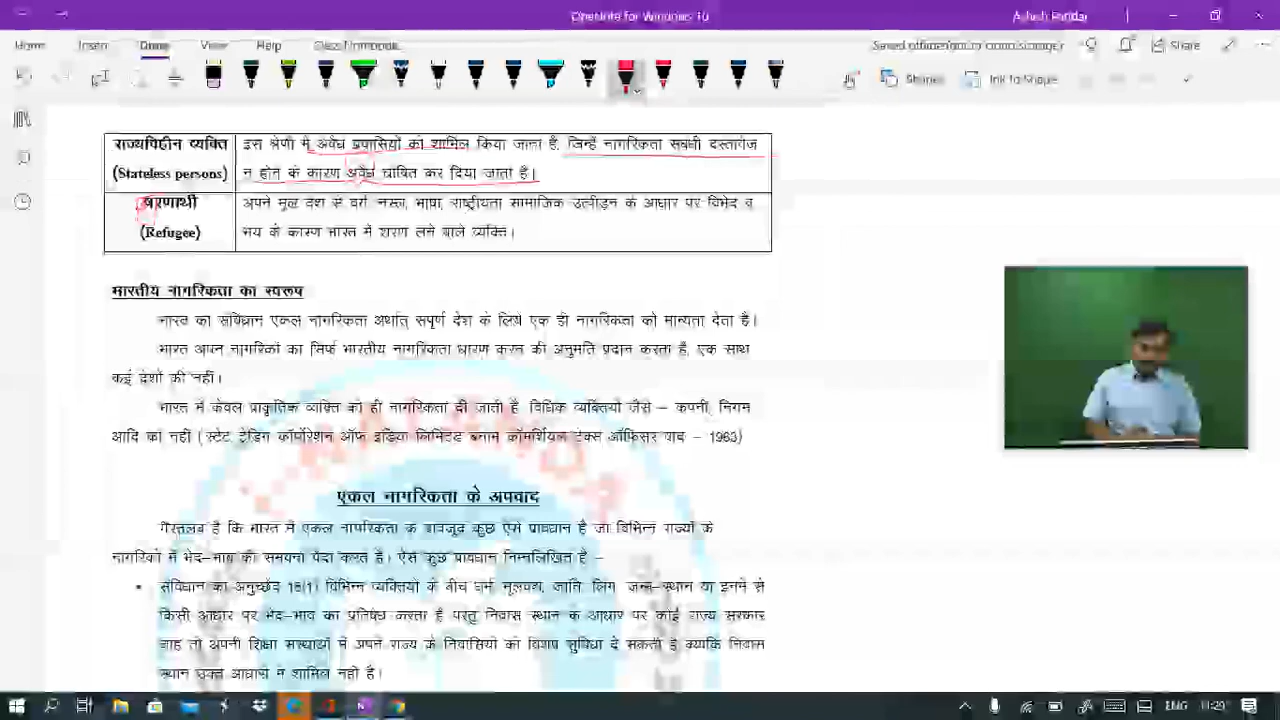 OneNote for Windows 10
Home Insert Draw View Help Class Notebook
Share
Shapes Ink to Shape
राज्यविहीन व्यक्ति
(Stateless persons)
इस श्रेणी में अवैध प्रवासियों को शामिल किया जाता है, जिन्हें नागरिकता संबंधी दस्तावेज
न होने के कारण अवैध घोषित कर दिया जाता है।
शरणार्थी
(Refugee)
अपने मूल देश से वर्ग, नस्ल, भाषा, राष्ट्रीयता सामाजिक उत्पीड़न के आधार पर विभेद व
भय के कारण भारत में शरण लेने वाले व्यक्ति।
भारतीय नागरिकता का स्वरूप
भारत का संविधान एकल नागरिकता अर्थात् संपूर्ण देश के लिये एक ही नागरिकता को मान्यता देता है।
भारत अपने नागरिकों को सिर्फ भारतीय नागरिकता धारण करने की अनुमति प्रदान करता है, एक साथ
कई देशों की नहीं।
भारत में केवल प्राकृतिक व्यक्ति को ही नागरिकता दी जाती है विधिक व्यक्तियों जैसे – कंपनी, निगम
आदि को नहीं (स्टेट ट्रेडिंग कॉर्पोरेशन ऑफ इंडिया लिमिटेड बनाम कॉमर्शियल टैक्स ऑफिसर वाद – 1963)
एकल नागरिकता के अपवाद
गौरतलब है कि भारत में एकल नागरिकता के बावजूद कुछ ऐसे प्रावधान है जो विभिन्न राज्यों के
नागरिकों में भेद–भाव की समस्या पैदा करते है। ऐसे कुछ प्रावधान निम्नलिखित है –
• संविधान का अनुच्छेद विभिन्न व्यक्तियों के बीच धर्म मूलवंश, जाति लिंग जन्म–स्थान या इनमें से
किसी आधार पर भेद–भाव का प्रतिषेध करता है परंतु निवास स्थान के आधार पर कोई राज्य सरकार
चाहे तो अपनी शिक्षा संस्थाओं में अपने राज्य के निवासियों को विशेष सुविधा दे सकती है क्योंकि निवास
स्थान उक्त आधारों में शामिल नहीं है।
ENG 11:29